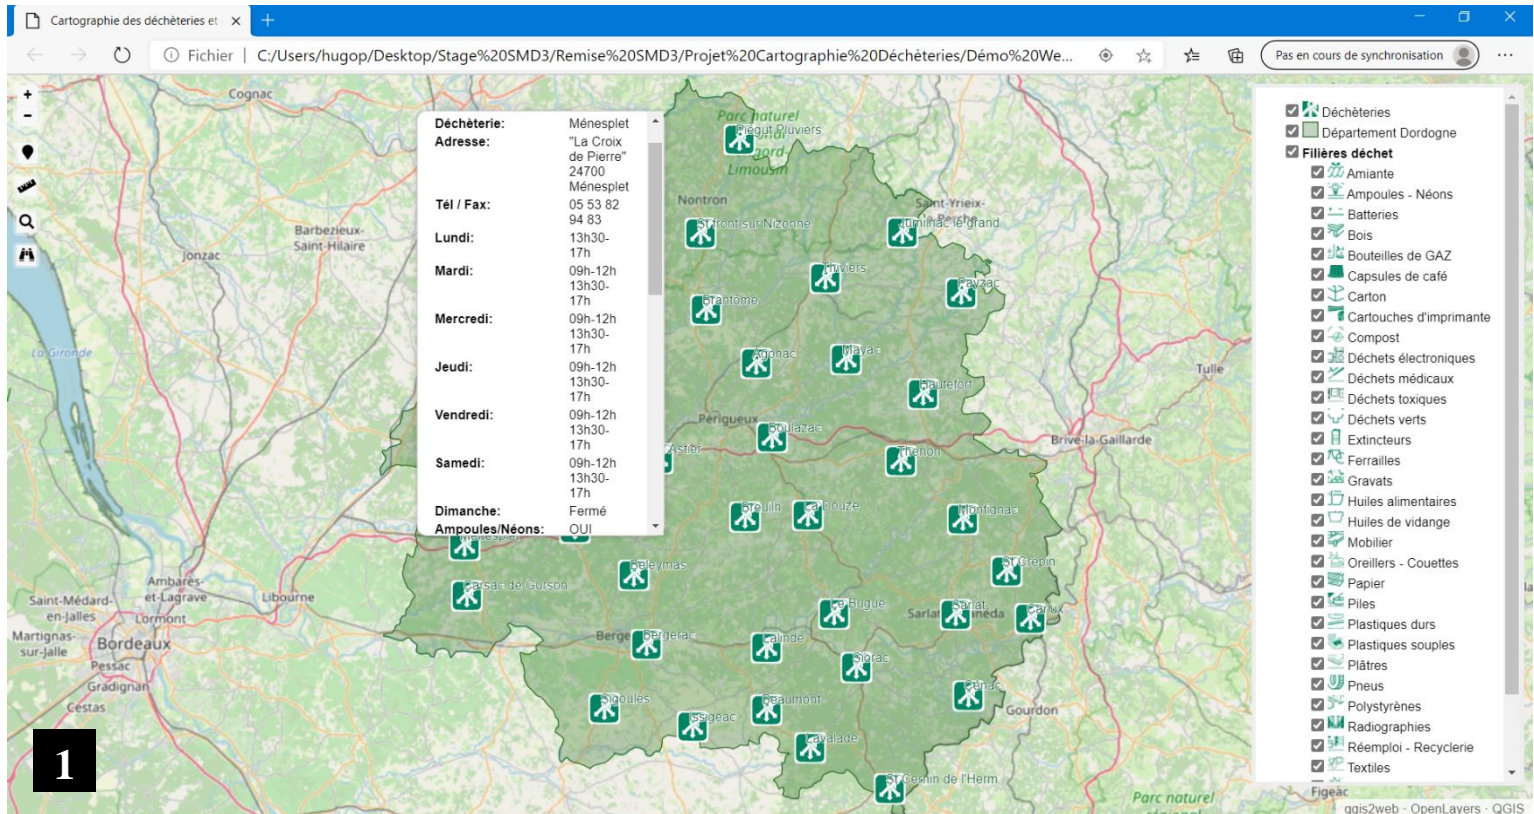 Cartographie des déchèteries et
Fichier | C:/Users/hugop/Desktop/Stage%20SMD3/Remise%20SMD3/Projet%20Cartographie%20Déchèteries/Démo%20We...
Pas en cours de synchronisation
+
−
Déchèterie: Ménesplet
Adresse: "La Croix
de Pierre"
24700
Ménesplet
Tél / Fax: 05 53 82
94 83
Lundi: 13h30-
17h
Mardi: 09h-12h
13h30-
17h
Mercredi: 09h-12h
13h30-
17h
Jeudi: 09h-12h
13h30-
17h
Vendredi: 09h-12h
13h30-
17h
Samedi: 09h-12h
13h30-
17h
Dimanche: Fermé
Ampoules/Néons: OUI
Cognac
Parc naturel
Piégut Pluviers
Limousin
Nontron
Saint-Yrieix-
la-Perche
St front sur Nizonne
Jumilhac le grand
Barbezieux-
Saint-Hilaire
Jonzac
Thiviers
Payzac
Brantôme
La Gironde
Agonac
Mayac
Tulle
Hautefort
Périgueux
Boulazac
Brive-la-Gaillarde
Astier
Thenon
Breuilh
La Douze
Montignac
Ménesplet
Beleymas
St Crépin
Ambarès-
et-Lagrave
Carsac de Gurson
Saint-Médard-
en-Jalles
Libourne
Lormont
Le Bugue
Sarlat
Carlux
Martignas-
sur-Jalle
Bordeaux
Bergerac
Lalinde
Pessac
Siorac
Gradignan
Cénac
Cestas
Sigoules
Beaumont
Gourdon
Issigeac
Lavalade
St Cernin de l'Herm
Parc naturel
régional
Figeac
1
Déchèteries
Département Dordogne
Filières déchet
Amiante
Ampoules - Néons
Batteries
Bois
Bouteilles de GAZ
Capsules de café
Carton
Cartouches d'imprimante
Compost
Déchets électroniques
Déchets médicaux
Déchets toxiques
Déchets verts
Extincteurs
Ferrailles
Gravats
Huiles alimentaires
Huiles de vidange
Mobilier
Oreillers - Couettes
Papier
Piles
Plastiques durs
Plastiques souples
Plâtres
Pneus
Polystyrènes
Radiographies
Réemploi - Recyclerie
Textiles
qgis2web · OpenLayers · QGIS